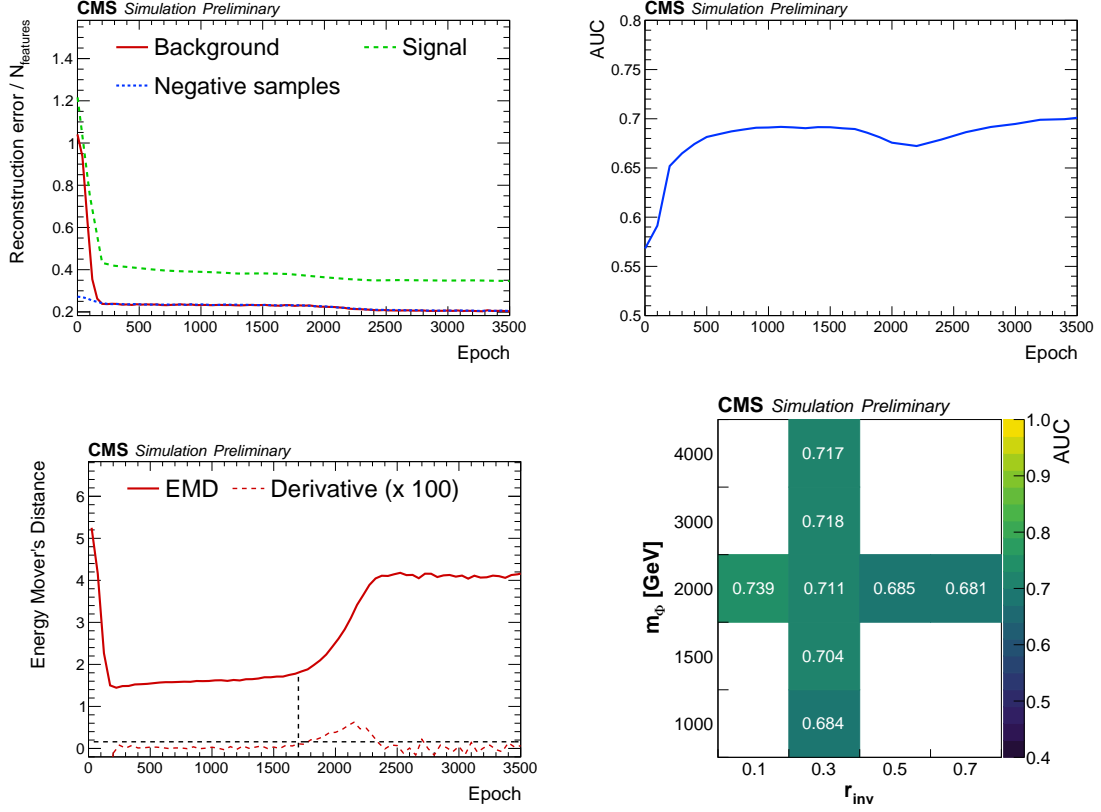 CMS Simulation Preliminary
Reconstruction error / N_features
Background
Signal
Negative samples
1.4
1.2
1
0.8
0.6
0.4
0.2
0 500 1000 1500 2000 2500 3000 3500
Epoch
CMS Simulation Preliminary
AUC
0.8
0.75
0.7
0.65
0.6
0.55
0.5
0 500 1000 1500 2000 2500 3000 3500
Epoch
CMS Simulation Preliminary
Energy Mover's Distance
EMD
Derivative (x 100)
6
5
4
3
2
1
0
0 500 1000 1500 2000 2500 3000 3500
Epoch
CMS Simulation Preliminary
m_Φ [GeV]
4000
3000
2000
1500
1000
0.717
0.718
0.739 0.711 0.685 0.681
0.704
0.684
0.1 0.3 0.5 0.7
r_inv
AUC
1.0
0.9
0.8
0.7
0.6
0.5
0.4